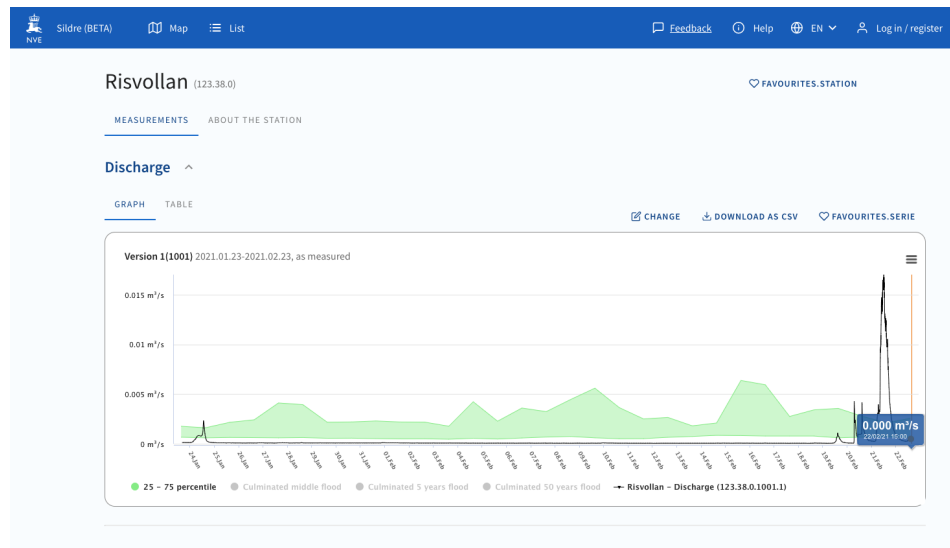 NVE
Sildre (BETA) Map List Feedback Help EN Log in / register
Risvollan (123.38.0)
FAVOURITES.STATION
MEASUREMENTS ABOUT THE STATION
Discharge
GRAPH TABLE
CHANGE DOWNLOAD AS CSV FAVOURITES.SERIE
Version 1(1001) 2021.01.23-2021.02.23, as measured
0.015 m³/s
0.01 m³/s
0.005 m³/s
0 m³/s
0.000 m³/s
22/02/21 10:00
24.Jan 25.Jan 26.Jan 27.Jan 28.Jan 29.Jan 30.Jan 31.Jan 01.Feb 02.Feb 03.Feb 04.Feb 05.Feb 06.Feb 07.Feb 08.Feb 09.Feb 10.Feb 11.Feb 12.Feb 13.Feb 14.Feb 15.Feb 16.Feb 17.Feb 18.Feb 19.Feb 20.Feb 21.Feb 22.Feb
25 – 75 percentile Culminated middle flood Culminated 5 years flood Culminated 50 years flood Risvollan – Discharge (123.38.0.1001.1)